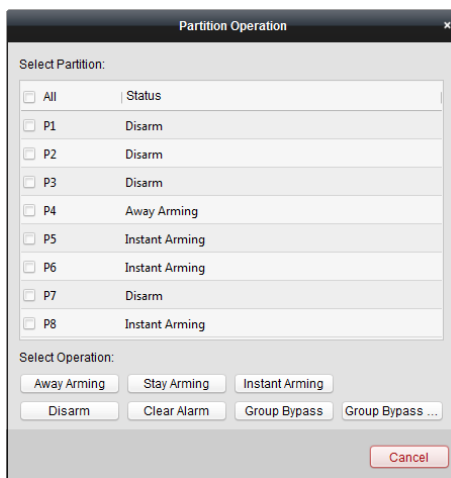 Partition Operation ×
Select Partition:
All Status
P1 Disarm
P2 Disarm
P3 Disarm
P4 Away Arming
P5 Instant Arming
P6 Instant Arming
P7 Disarm
P8 Instant Arming
Select Operation:
Away Arming Stay Arming Instant Arming
Disarm Clear Alarm Group Bypass Group Bypass ...
Cancel